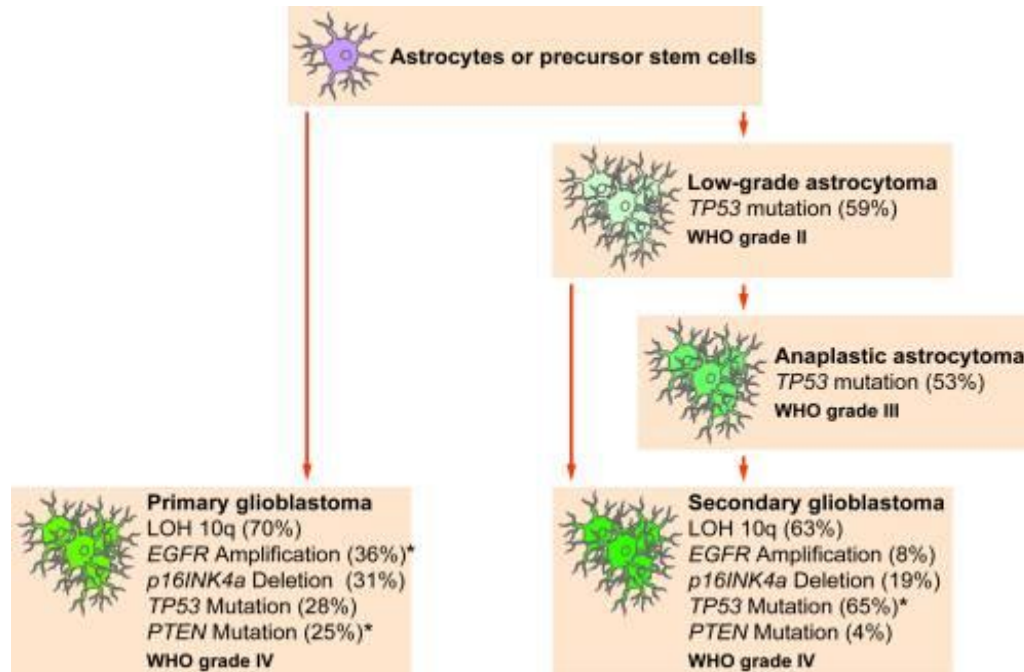 Astrocytes or precursor stem cells
Low-grade astrocytoma
TP53 mutation (59%)
WHO grade II
Anaplastic astrocytoma
TP53 mutation (53%)
WHO grade III
Primary glioblastoma
LOH 10q (70%)
EGFR Amplification (36%)*
p16INK4a Deletion (31%)
TP53 Mutation (28%)
PTEN Mutation (25%)*
WHO grade IV
Secondary glioblastoma
LOH 10q (63%)
EGFR Amplification (8%)
p16INK4a Deletion (19%)
TP53 Mutation (65%)*
PTEN Mutation (4%)
WHO grade IV